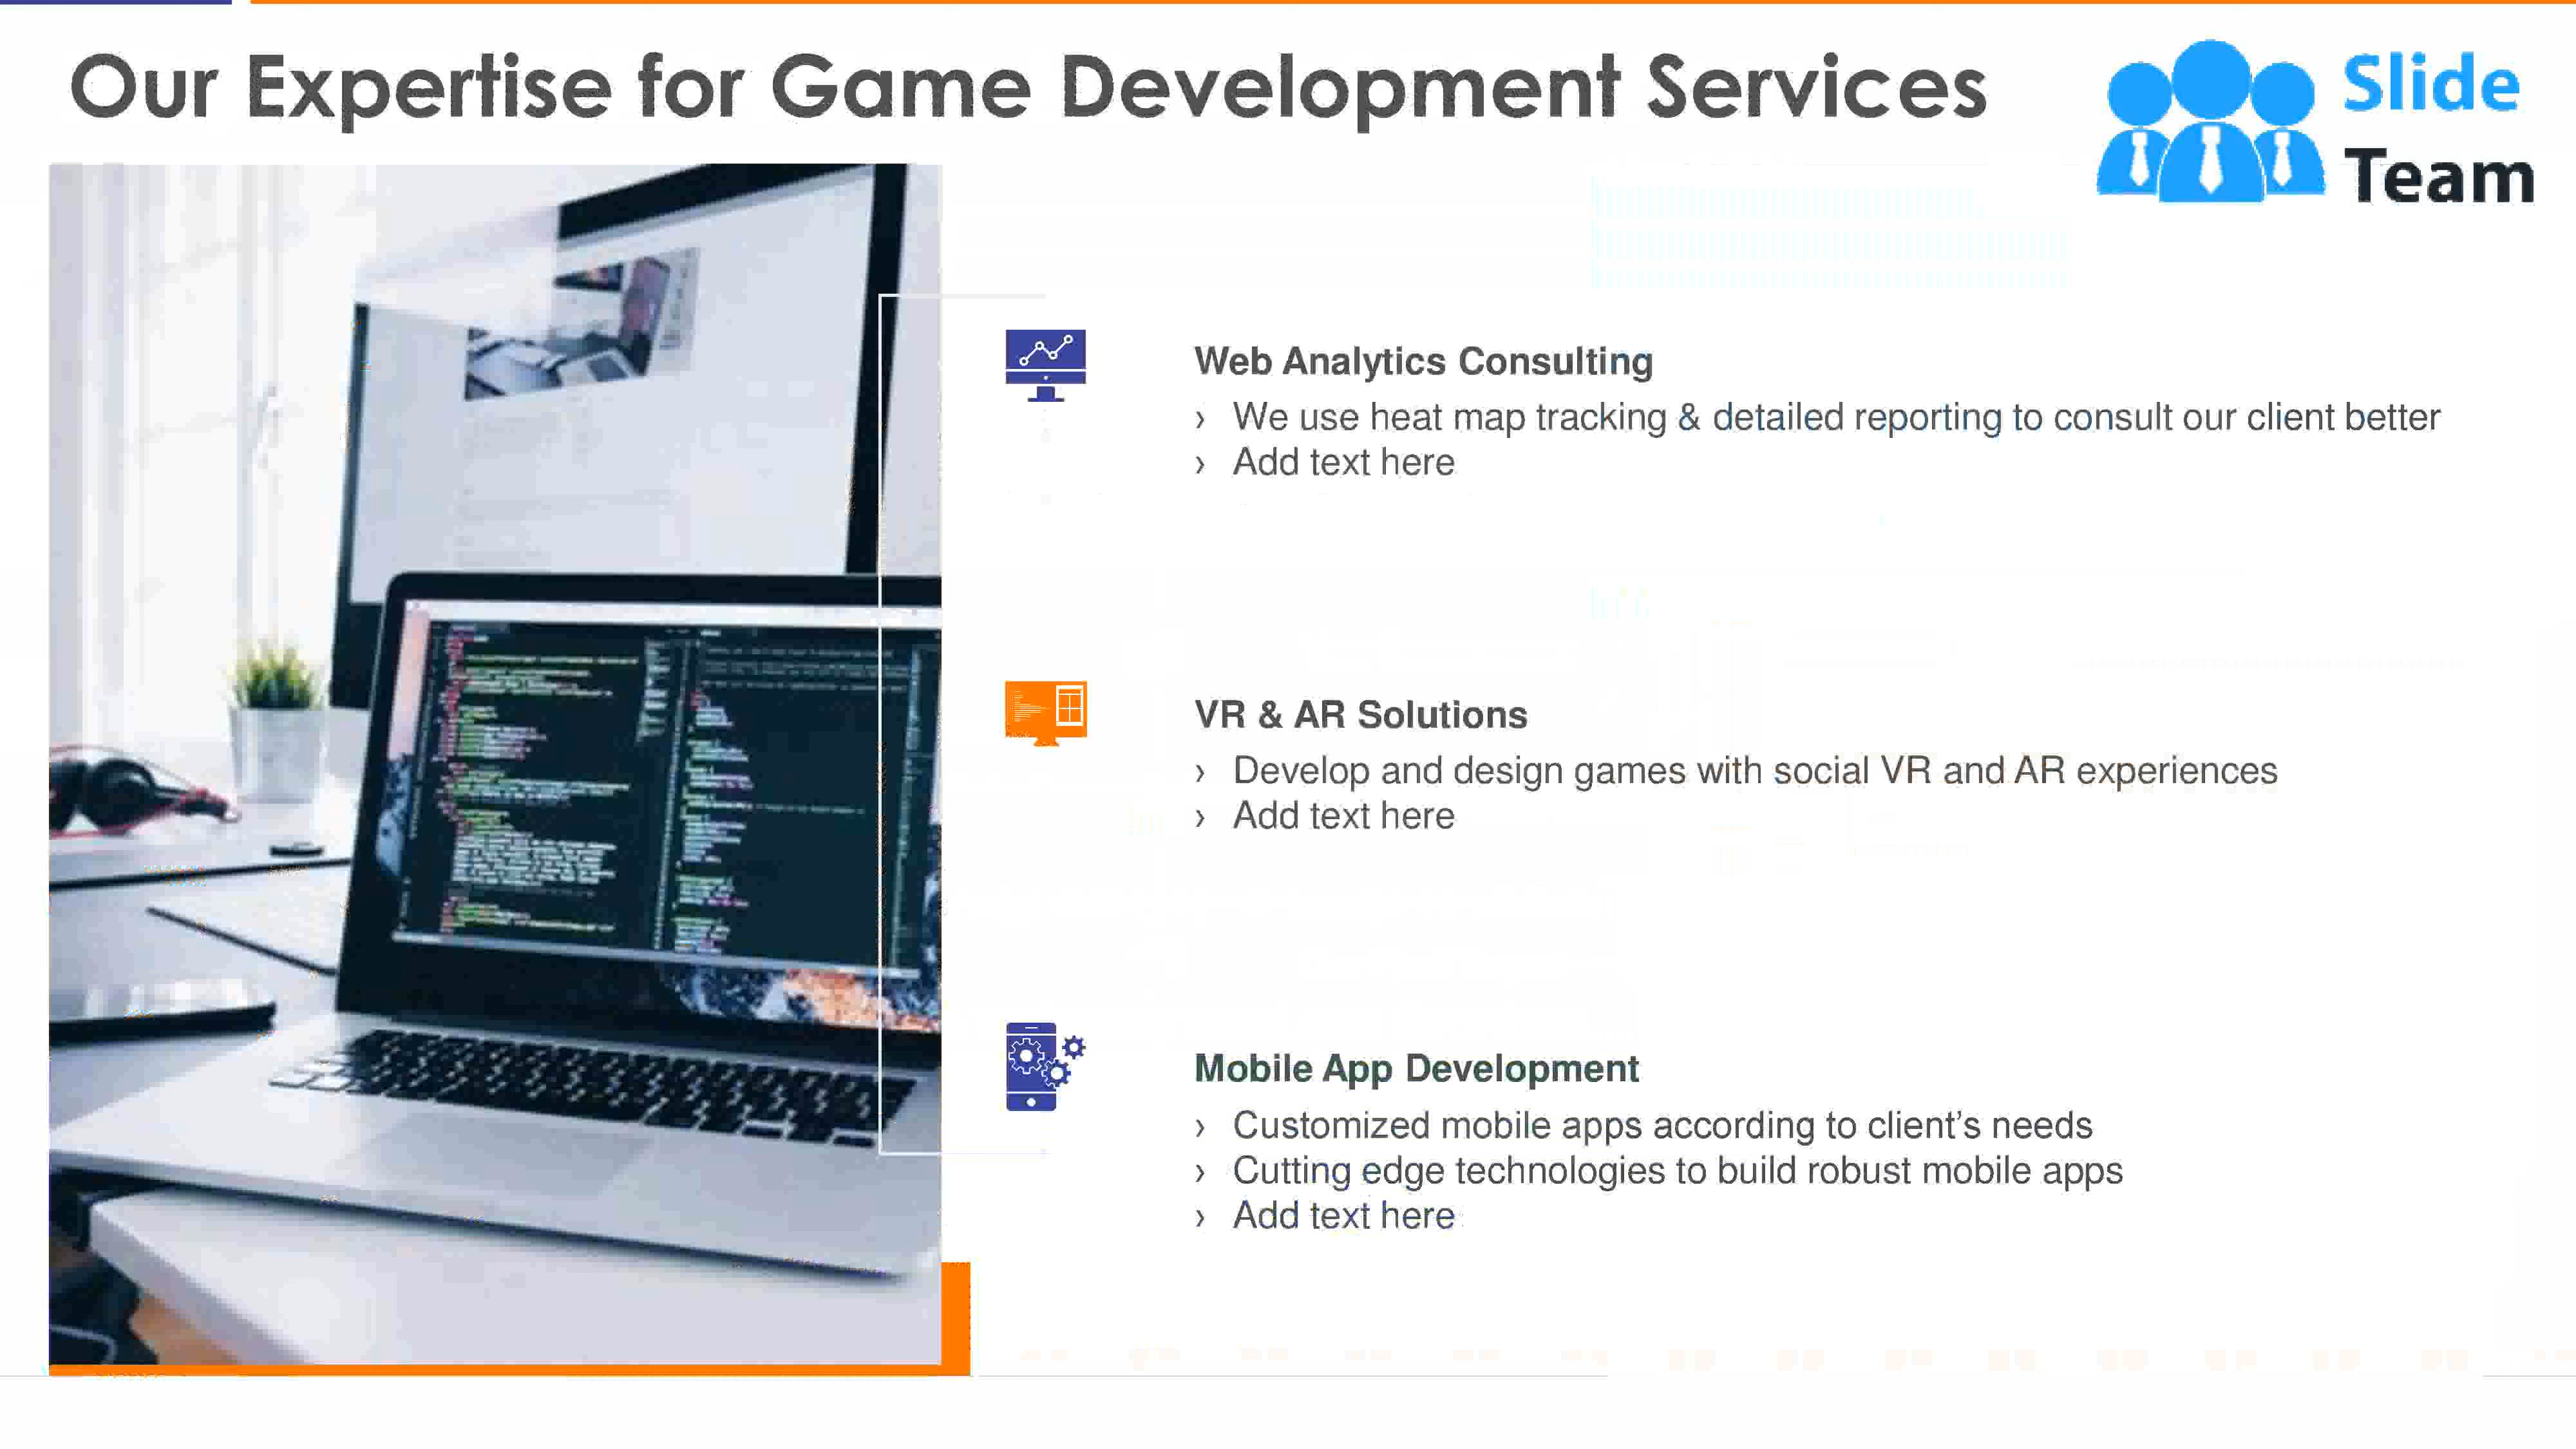 Our Expertise for Game Development Services
Slide
Team
Web Analytics Consulting
› We use heat map tracking & detailed reporting to consult our client better
› Add text here
VR & AR Solutions
› Develop and design games with social VR and AR experiences
› Add text here
Mobile App Development
› Customized mobile apps according to client's needs
› Cutting edge technologies to build robust mobile apps
› Add text here